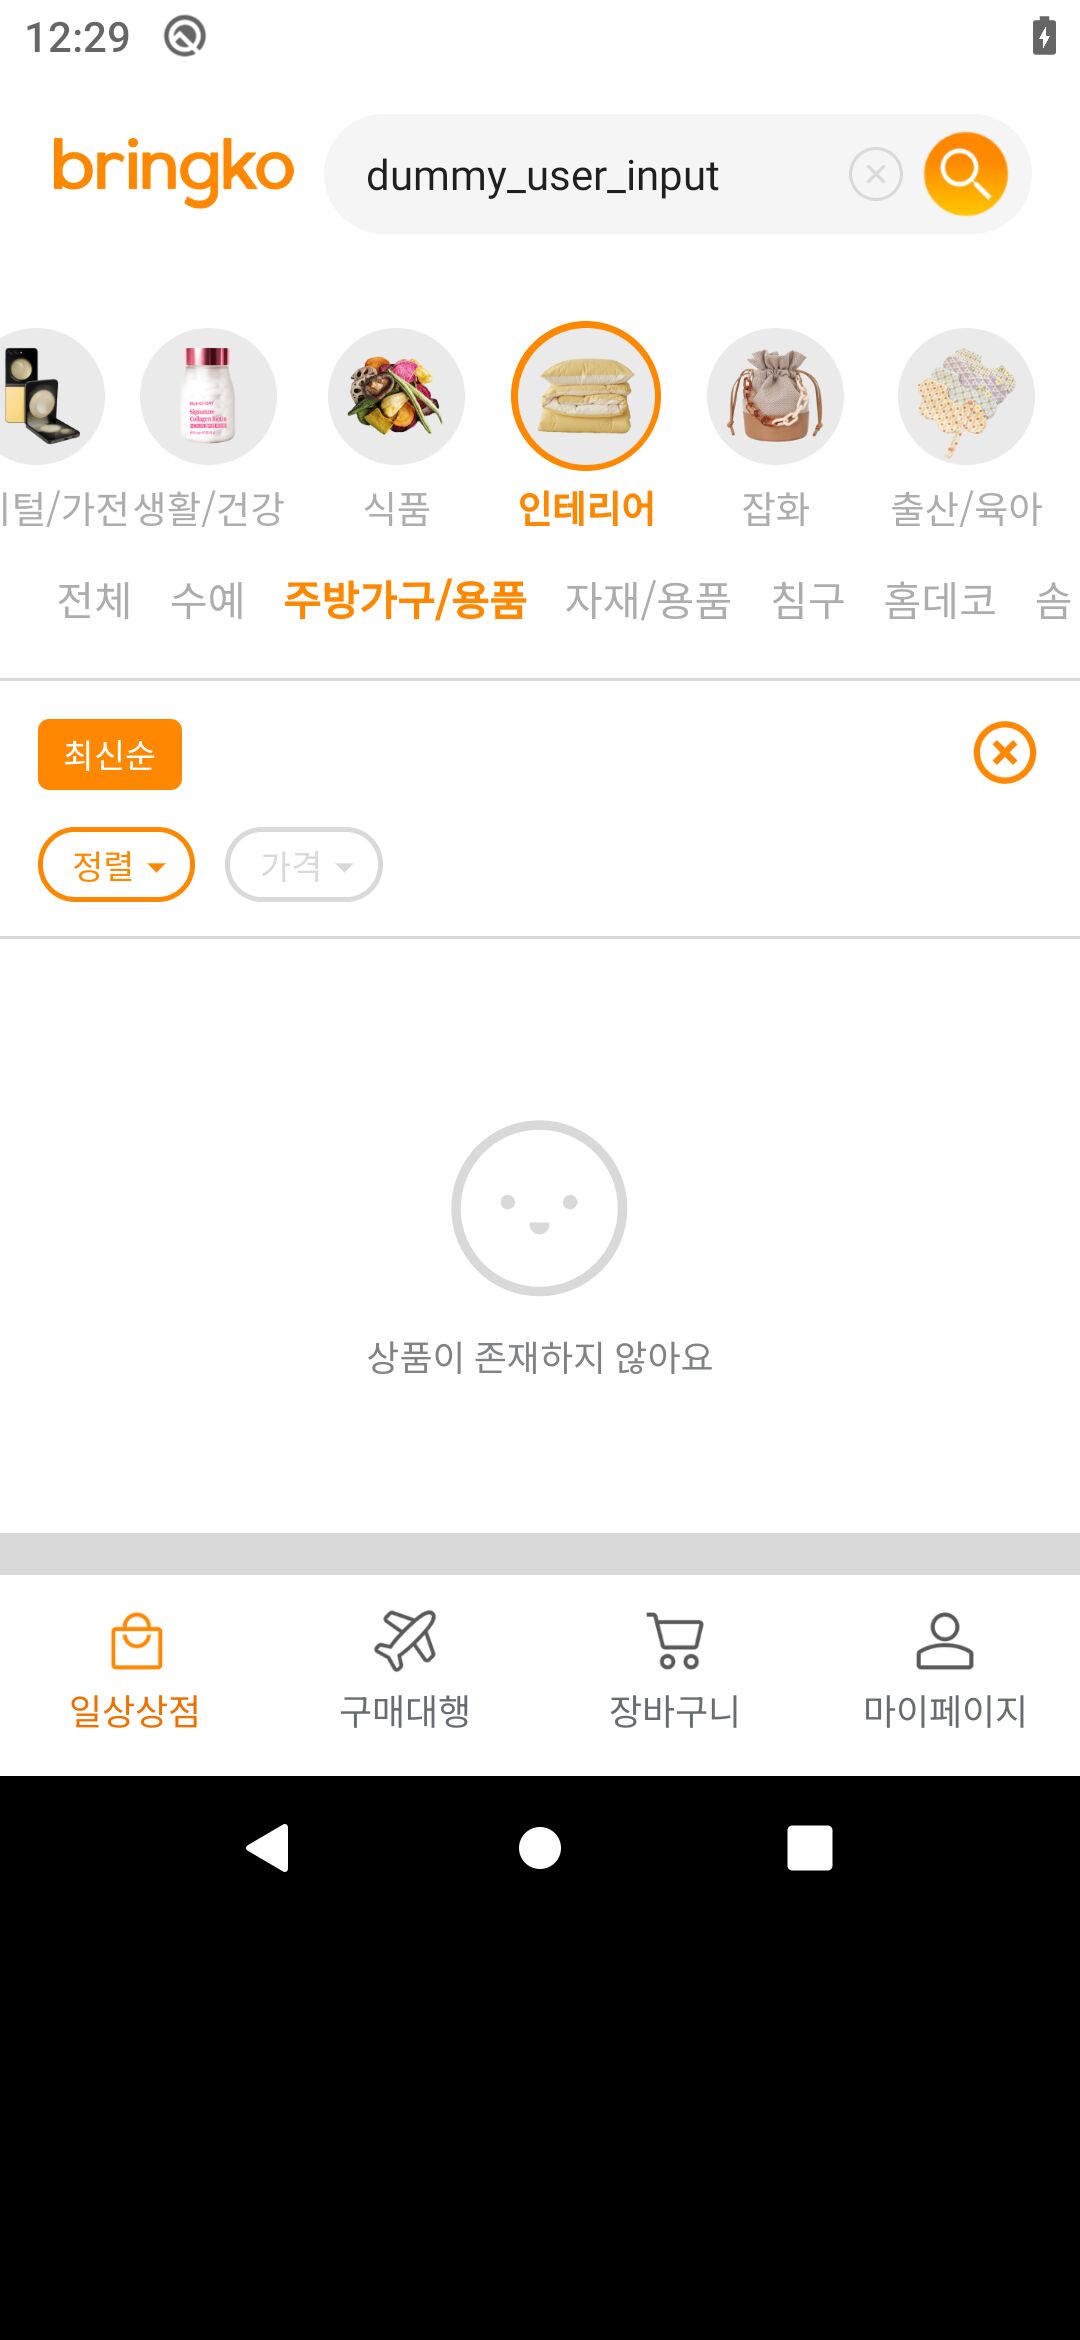 12:29
bringko
dummy_user_input
생활/건강 식품 인테리어 잡화 출산/육아
전체 수예 주방가구/용품 자재/용품 침구 홈데코 솜
최신순
정렬 가격
상품이 존재하지 않아요
일상상점 구매대행 장바구니 마이페이지